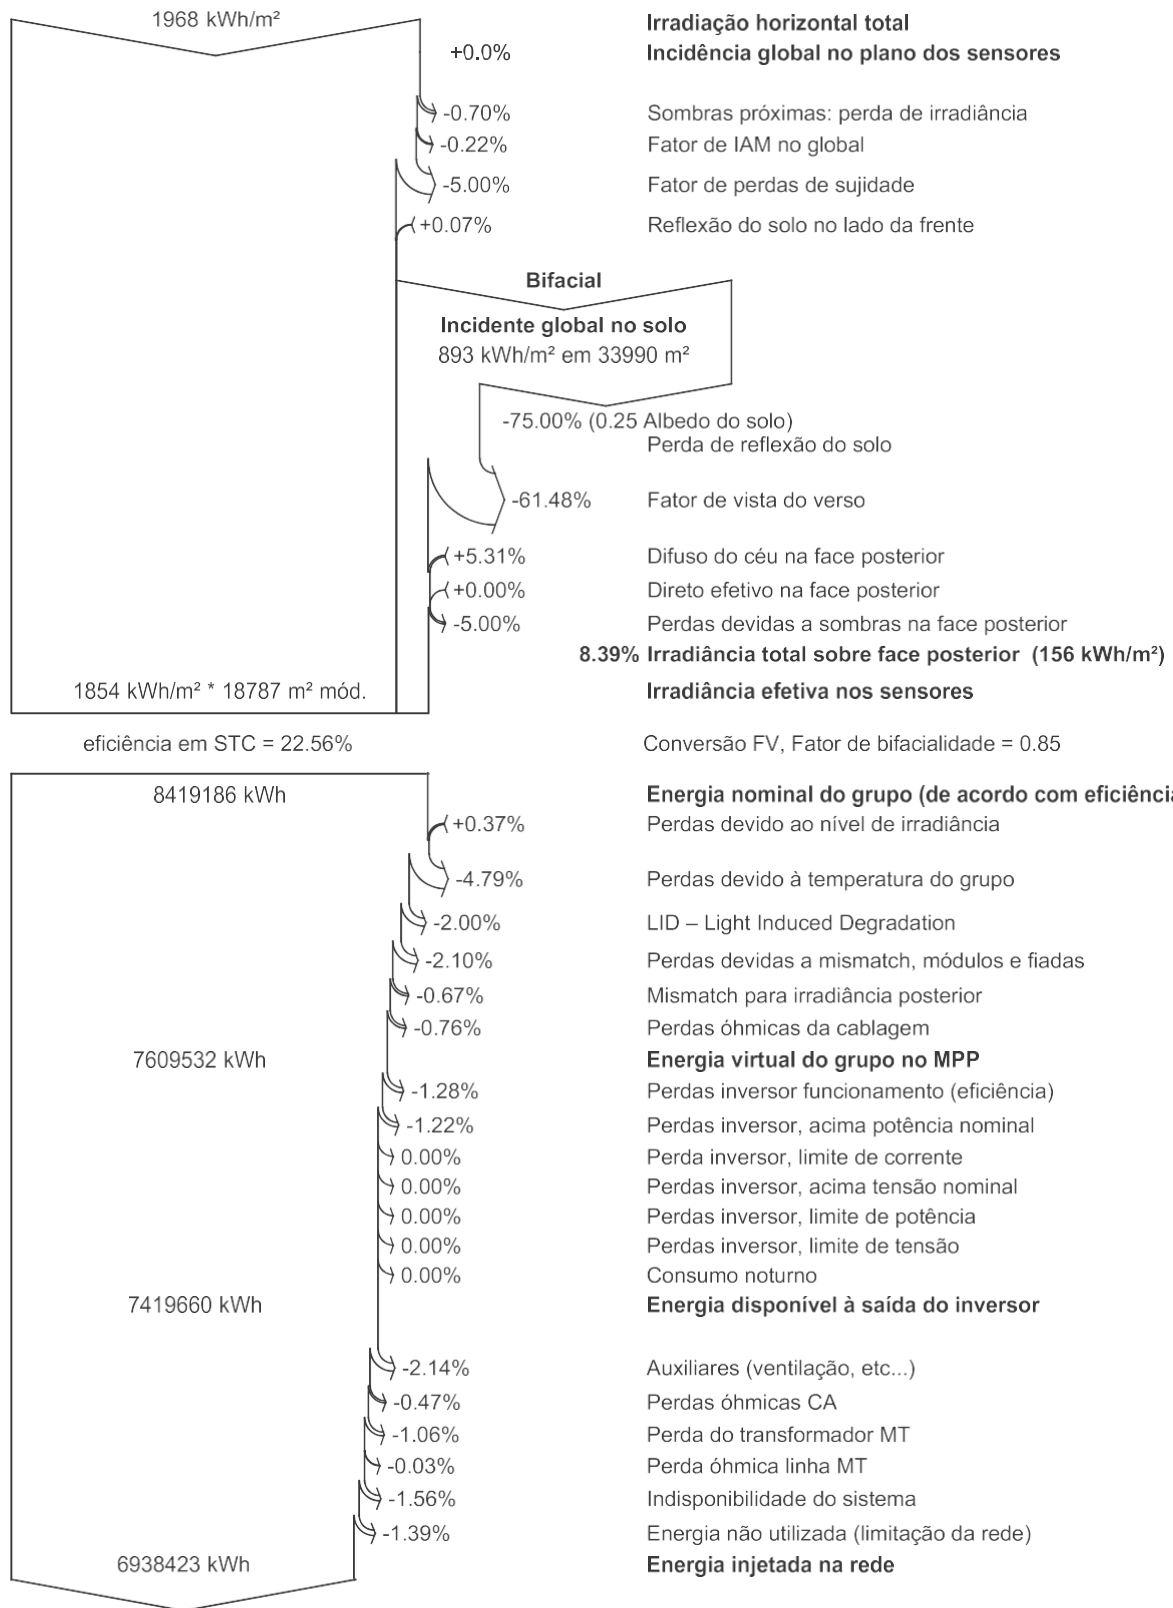 1968 kWh/m² Irradiação horizontal total
+0.0% Incidência global no plano dos sensores
-0.70% Sombras próximas: perda de irradiância
-0.22% Fator de IAM no global
-5.00% Fator de perdas de sujidade
+0.07% Reflexão do solo no lado da frente
Bifacial
Incidente global no solo
893 kWh/m² em 33990 m²
-75.00% (0.25 Albedo do solo)
Perda de reflexão do solo
-61.48% Fator de vista do verso
+5.31% Difuso do céu na face posterior
+0.00% Direto efetivo na face posterior
-5.00% Perdas devidas a sombras na face posterior
8.39% Irradiância total sobre face posterior (156 kWh/m²)
1854 kWh/m² * 18787 m² mód. Irradiância efetiva nos sensores
eficiência em STC = 22.56% Conversão FV, Fator de bifacialidade = 0.85
8419186 kWh Energia nominal do grupo (de acordo com eficiência
+0.37% Perdas devido ao nível de irradiância
-4.79% Perdas devido à temperatura do grupo
-2.00% LID – Light Induced Degradation
-2.10% Perdas devidas a mismatch, módulos e fiadas
-0.67% Mismatch para irradiância posterior
-0.76% Perdas óhmicas da cablagem
7609532 kWh Energia virtual do grupo no MPP
-1.28% Perdas inversor funcionamento (eficiência)
-1.22% Perdas inversor, acima potência nominal
0.00% Perda inversor, limite de corrente
0.00% Perdas inversor, acima tensão nominal
0.00% Perdas inversor, limite de potência
0.00% Perdas inversor, limite de tensão
0.00% Consumo noturno
7419660 kWh Energia disponível à saída do inversor
-2.14% Auxiliares (ventilação, etc...)
-0.47% Perdas óhmicas CA
-1.06% Perda do transformador MT
-0.03% Perda óhmica linha MT
-1.56% Indisponibilidade do sistema
-1.39% Energia não utilizada (limitação da rede)
6938423 kWh Energia injetada na rede